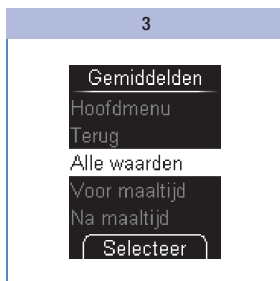 3
Gemiddelden
Hoofdmenu
Terug
Alle waarden
Voor maaltijd
Na maaltijd
Selecteer